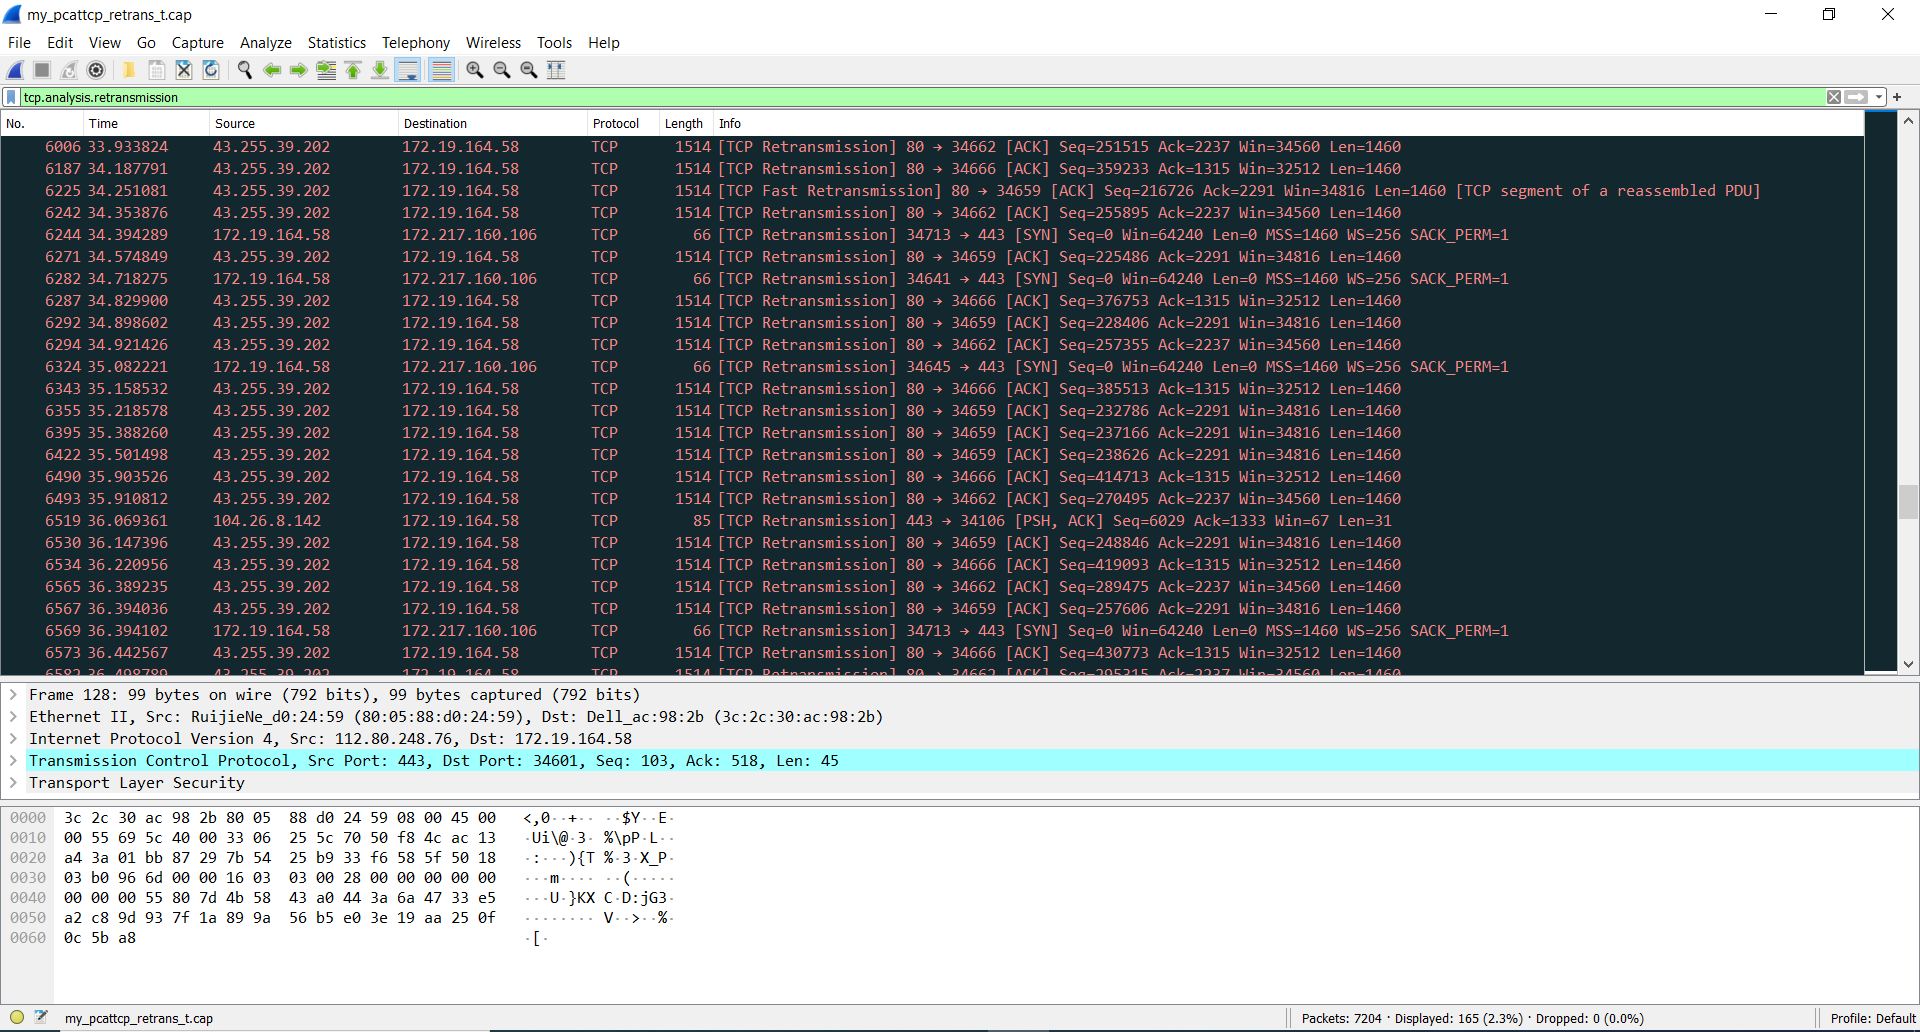 my_pcattcp_retrans_t.cap
File Edit View Go Capture Analyze Statistics Telephony Wireless Tools Help
tcp.analysis.retransmission
No. Time Source Destination Protocol Length Info
6006 33.933824 43.255.39.202 172.19.164.58 TCP 1514 [TCP Retransmission] 80 → 34662 [ACK] Seq=251515 Ack=2237 Win=34560 Len=1460
6187 34.187791 43.255.39.202 172.19.164.58 TCP 1514 [TCP Retransmission] 80 → 34666 [ACK] Seq=359233 Ack=1315 Win=32512 Len=1460
6225 34.251081 43.255.39.202 172.19.164.58 TCP 1514 [TCP Fast Retransmission] 80 → 34659 [ACK] Seq=216726 Ack=2291 Win=34816 Len=1460 [TCP segment of a reassembled PDU]
6242 34.353876 43.255.39.202 172.19.164.58 TCP 1514 [TCP Retransmission] 80 → 34662 [ACK] Seq=255895 Ack=2237 Win=34560 Len=1460
6244 34.394289 172.19.164.58 172.217.160.106 TCP 66 [TCP Retransmission] 34713 → 443 [SYN] Seq=0 Win=64240 Len=0 MSS=1460 WS=256 SACK_PERM=1
6271 34.574849 43.255.39.202 172.19.164.58 TCP 1514 [TCP Retransmission] 80 → 34659 [ACK] Seq=225486 Ack=2291 Win=34816 Len=1460
6282 34.718275 172.19.164.58 172.217.160.106 TCP 66 [TCP Retransmission] 34641 → 443 [SYN] Seq=0 Win=64240 Len=0 MSS=1460 WS=256 SACK_PERM=1
6287 34.829900 43.255.39.202 172.19.164.58 TCP 1514 [TCP Retransmission] 80 → 34666 [ACK] Seq=376753 Ack=1315 Win=32512 Len=1460
6292 34.898602 43.255.39.202 172.19.164.58 TCP 1514 [TCP Retransmission] 80 → 34659 [ACK] Seq=228406 Ack=2291 Win=34816 Len=1460
6294 34.921426 43.255.39.202 172.19.164.58 TCP 1514 [TCP Retransmission] 80 → 34662 [ACK] Seq=257355 Ack=2237 Win=34560 Len=1460
6324 35.082221 172.19.164.58 172.217.160.106 TCP 66 [TCP Retransmission] 34645 → 443 [SYN] Seq=0 Win=64240 Len=0 MSS=1460 WS=256 SACK_PERM=1
6343 35.158532 43.255.39.202 172.19.164.58 TCP 1514 [TCP Retransmission] 80 → 34666 [ACK] Seq=385513 Ack=1315 Win=32512 Len=1460
6355 35.218578 43.255.39.202 172.19.164.58 TCP 1514 [TCP Retransmission] 80 → 34659 [ACK] Seq=232786 Ack=2291 Win=34816 Len=1460
6395 35.388260 43.255.39.202 172.19.164.58 TCP 1514 [TCP Retransmission] 80 → 34659 [ACK] Seq=237166 Ack=2291 Win=34816 Len=1460
6422 35.501498 43.255.39.202 172.19.164.58 TCP 1514 [TCP Retransmission] 80 → 34659 [ACK] Seq=238626 Ack=2291 Win=34816 Len=1460
6490 35.903526 43.255.39.202 172.19.164.58 TCP 1514 [TCP Retransmission] 80 → 34666 [ACK] Seq=414713 Ack=1315 Win=32512 Len=1460
6493 35.910812 43.255.39.202 172.19.164.58 TCP 1514 [TCP Retransmission] 80 → 34662 [ACK] Seq=270495 Ack=2237 Win=34560 Len=1460
6519 36.069361 104.26.8.142 172.19.164.58 TCP 85 [TCP Retransmission] 443 → 34106 [PSH, ACK] Seq=6029 Ack=1333 Win=67 Len=31
6530 36.147396 43.255.39.202 172.19.164.58 TCP 1514 [TCP Retransmission] 80 → 34659 [ACK] Seq=248846 Ack=2291 Win=34816 Len=1460
6534 36.220956 43.255.39.202 172.19.164.58 TCP 1514 [TCP Retransmission] 80 → 34666 [ACK] Seq=419093 Ack=1315 Win=32512 Len=1460
6565 36.389235 43.255.39.202 172.19.164.58 TCP 1514 [TCP Retransmission] 80 → 34662 [ACK] Seq=289475 Ack=2237 Win=34560 Len=1460
6567 36.394036 43.255.39.202 172.19.164.58 TCP 1514 [TCP Retransmission] 80 → 34659 [ACK] Seq=257606 Ack=2291 Win=34816 Len=1460
6569 36.394102 172.19.164.58 172.217.160.106 TCP 66 [TCP Retransmission] 34713 → 443 [SYN] Seq=0 Win=64240 Len=0 MSS=1460 WS=256 SACK_PERM=1
6573 36.442567 43.255.39.202 172.19.164.58 TCP 1514 [TCP Retransmission] 80 → 34666 [ACK] Seq=430773 Ack=1315 Win=32512 Len=1460
6582 36.498789 43.255.39.202 172.19.164.58 TCP 1514 [TCP Retransmission] 80 → 34662 [ACK] Seq=295315 Ack=2237 Win=34560 Len=1460
Frame 128: 99 bytes on wire (792 bits), 99 bytes captured (792 bits)
Ethernet II, Src: RuijieNe_d0:24:59 (80:05:88:d0:24:59), Dst: Dell_ac:98:2b (3c:2c:30:ac:98:2b)
Internet Protocol Version 4, Src: 112.80.248.76, Dst: 172.19.164.58
Transmission Control Protocol, Src Port: 443, Dst Port: 34601, Seq: 103, Ack: 518, Len: 45
Transport Layer Security
0000 3c 2c 30 ac 98 2b 80 05 88 d0 24 59 08 00 45 00 <,0··+·· ··$Y··E·
0010 00 55 69 5c 40 00 33 06 25 5c 70 50 f8 4c ac 13 ·Ui\@·3· %\pP·L··
0020 a4 3a 01 bb 87 29 7b 54 25 b9 33 f6 58 5f 50 18 ·:···){T %·3·X_P·
0030 03 b0 96 6d 00 00 16 03 03 00 28 00 00 00 00 00 ···m···· ··(·····
0040 00 00 00 55 80 7d 4b 58 43 a0 44 3a 6a 47 33 e5 ···U·}KX C·D:jG3·
0050 a2 c8 9d 93 7f 1a 89 9a 56 b5 e0 3e 19 aa 25 0f ········ V··>··%·
0060 0c 5b a8 ·[·
my_pcattcp_retrans_t.cap Packets: 7204 · Displayed: 165 (2.3%) · Dropped: 0 (0.0%) Profile: Default